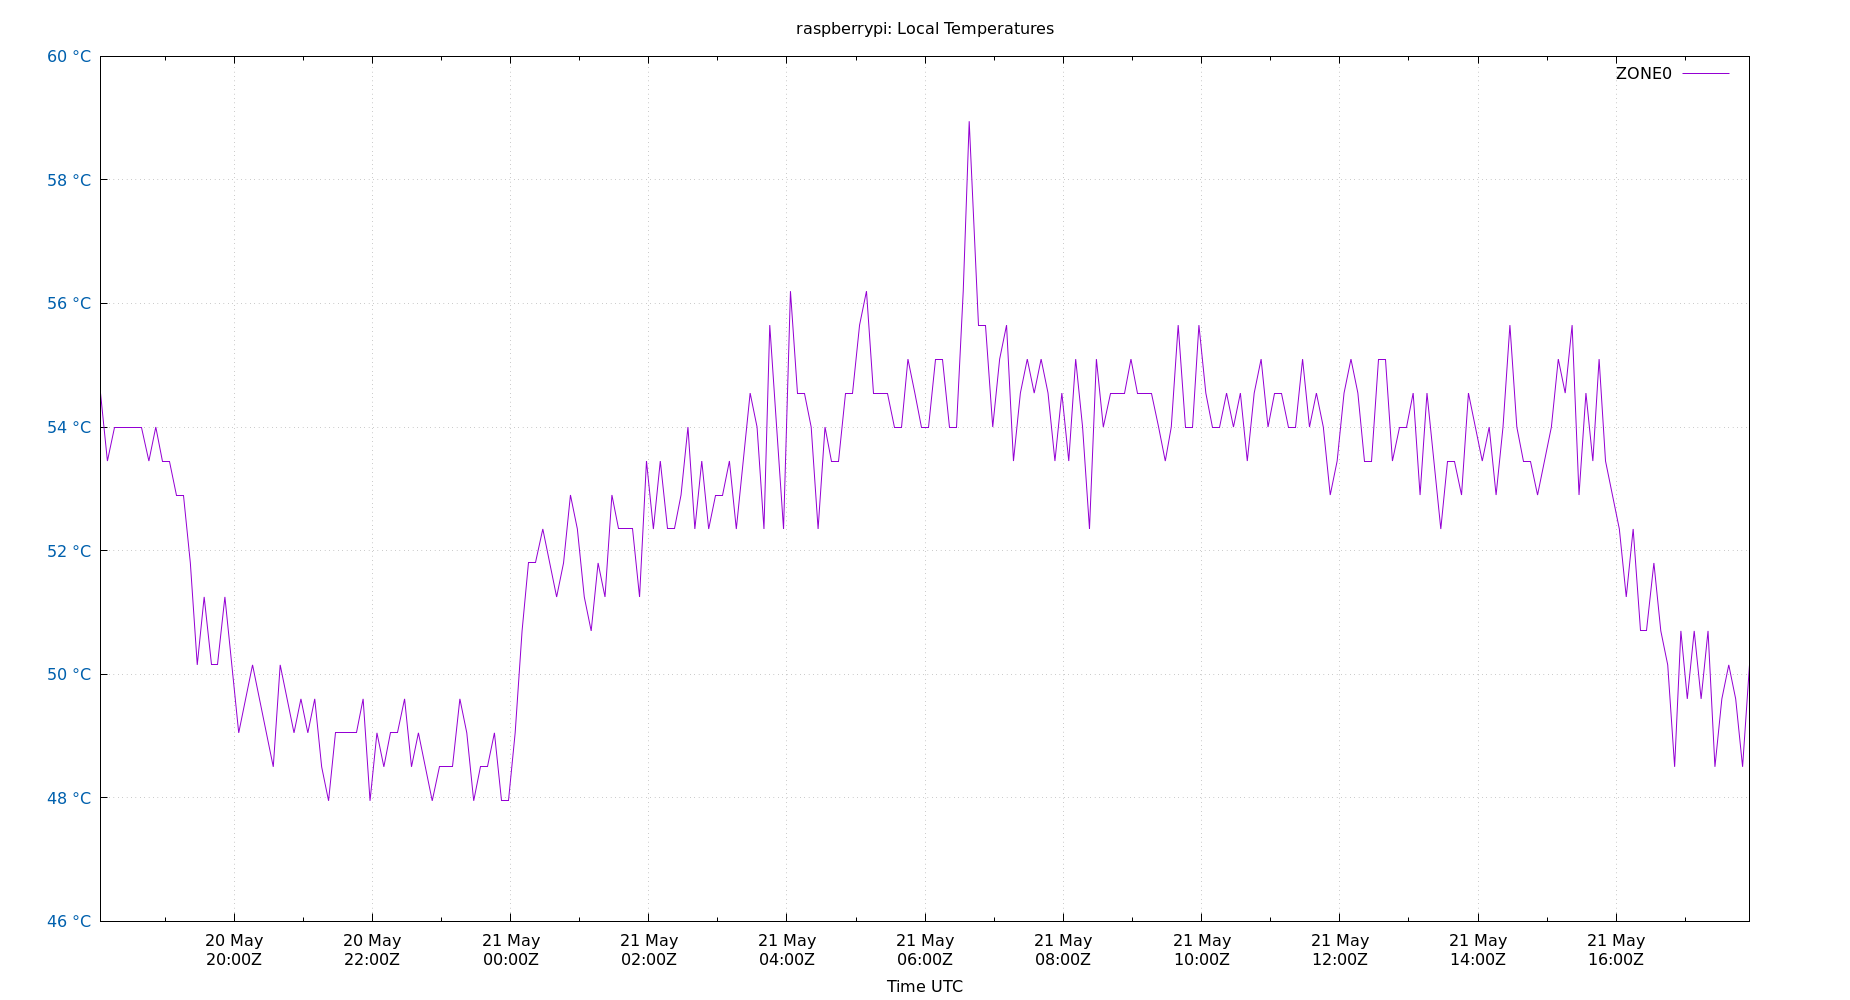 raspberrypi: Local Temperatures
60 °C
ZONE0
58 °C
56 °C
54 °C
52 °C
50 °C
48 °C
46 °C
20 May 20 May 21 May 21 May 21 May 21 May 21 May 21 May 21 May 21 May 21 May
20:00Z 22:00Z 00:00Z 02:00Z 04:00Z 06:00Z 08:00Z 10:00Z 12:00Z 14:00Z 16:00Z
Time UTC